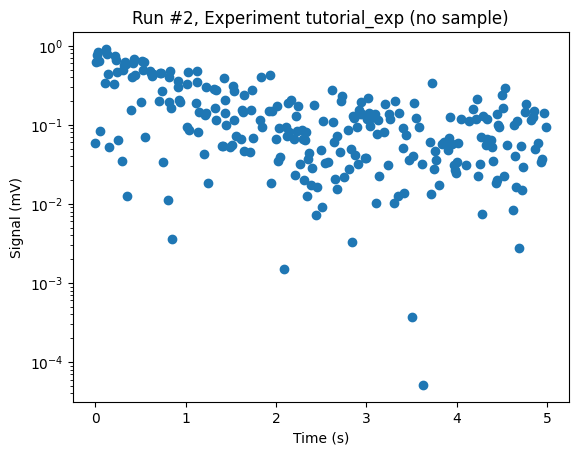 Run #2, Experiment tutorial_exp (no sample)
Signal (mV)
10⁰
10⁻¹
10⁻²
10⁻³
10⁻⁴
0 1 2 3 4 5
Time (s)